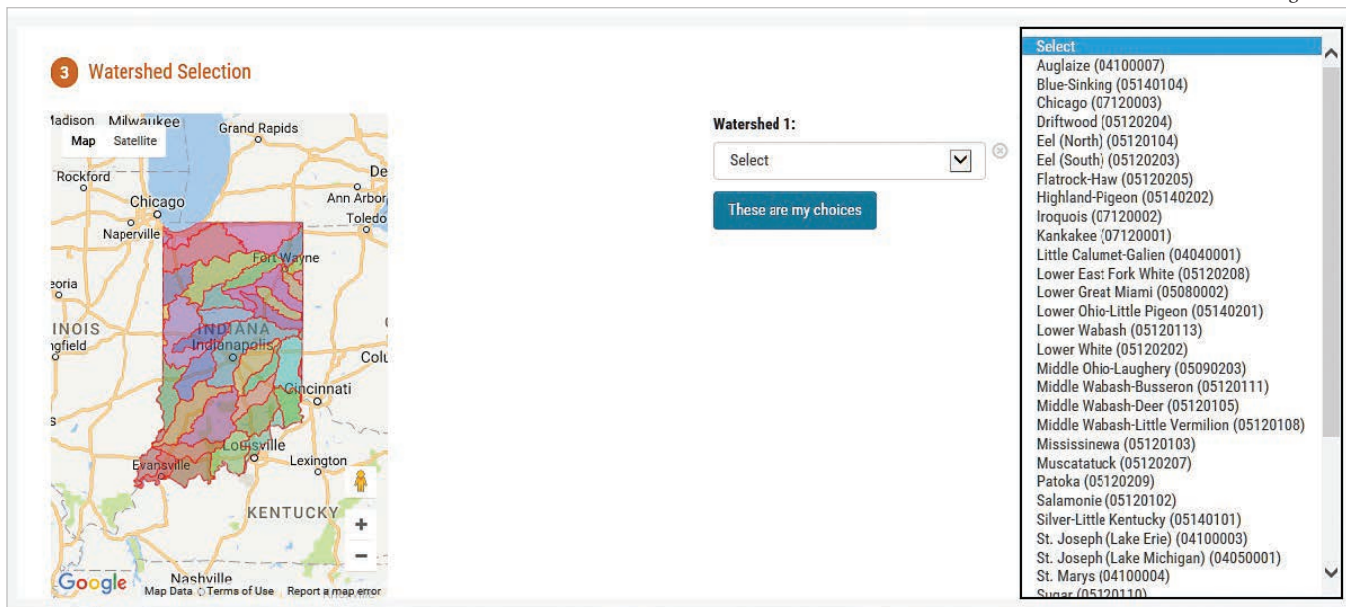 3 Watershed Selection
Madison Milwaukee
Grand Rapids
Map Satellite
Rockford
De
Chicago
Ann Arbor
Toledo
Naperville
Fort Wayne
eoria
INOIS
INDIANA
ngfield
Indianapolis
Colu
Cincinnati
Louisville
Evansville
Lexington
KENTUCKY
+
−
Google
Nashville
Map Data Terms of Use Report a map error
Watershed 1:
Select
These are my choices
Select
Auglaize (04100007)
Blue-Sinking (05140104)
Chicago (07120003)
Driftwood (05120204)
Eel (North) (05120104)
Eel (South) (05120203)
Flatrock-Haw (05120205)
Highland-Pigeon (05140202)
Iroquois (07120002)
Kankakee (07120001)
Little Calumet-Galien (04040001)
Lower East Fork White (05120208)
Lower Great Miami (05080002)
Lower Ohio-Little Pigeon (05140201)
Lower Wabash (05120113)
Lower White (05120202)
Middle Ohio-Laughery (05090203)
Middle Wabash-Busseron (05120111)
Middle Wabash-Deer (05120105)
Middle Wabash-Little Vermilion (05120108)
Mississinewa (05120103)
Muscatatuck (05120207)
Patoka (05120209)
Salamonie (05120102)
Silver-Little Kentucky (05140101)
St. Joseph (Lake Erie) (04100003)
St. Joseph (Lake Michigan) (04050001)
St. Marys (04100004)
Sugar (05120110)